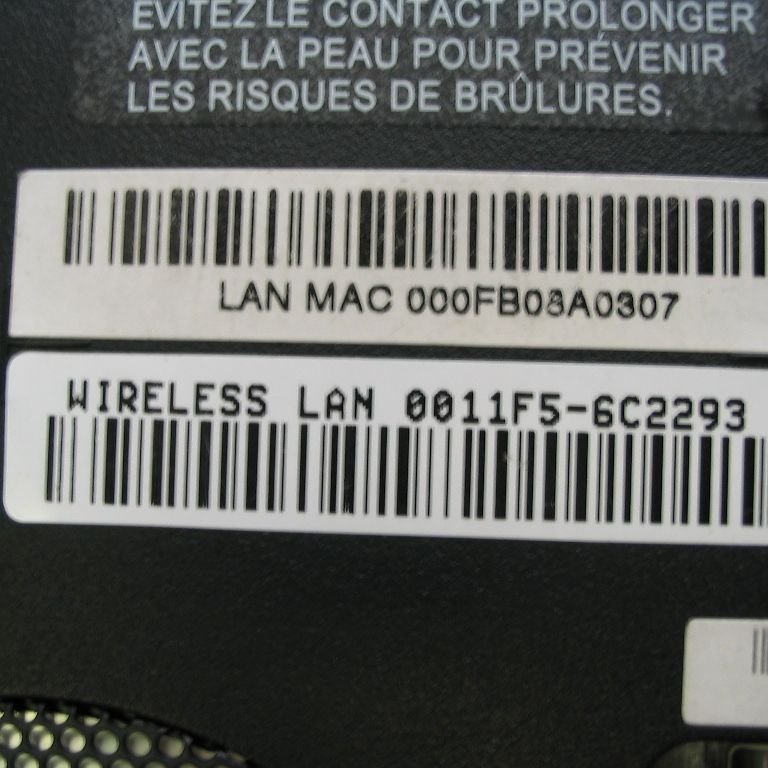 ÉVITEZ LE CONTACT PROLONGER
AVEC LA PEAU POUR PRÉVENIR
LES RISQUES DE BRÛLURES.
LAN MAC 000FB08A0307
WIRELESS LAN 0011F5-6C2293